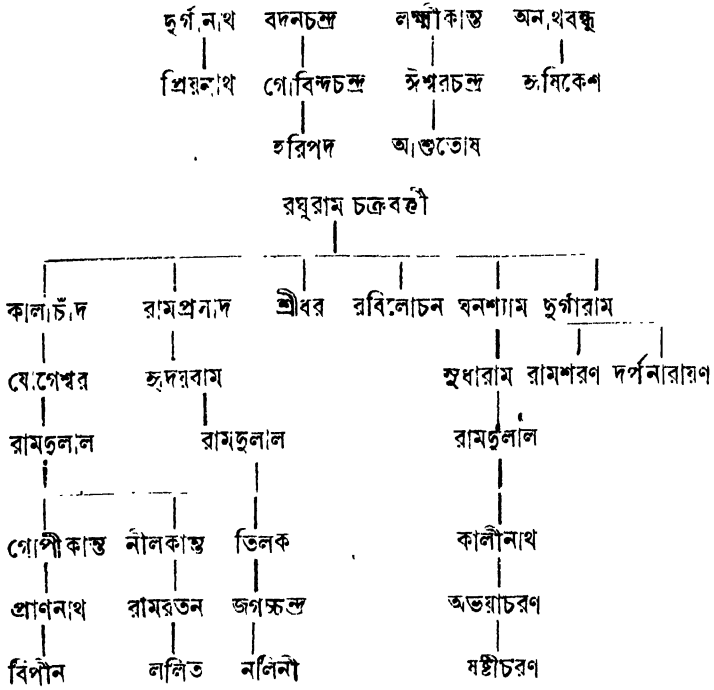 দুর্গানাথ বদনচন্দ্র লক্ষ্মীকান্ত অনাথবন্ধু
প্রিয়নাথ গোবিন্দচন্দ্র ঈশ্বরচন্দ্র হৃষিকেশ
হরিপদ আশুতোষ
রঘুরাম চক্রবর্ত্তী
কালাচাঁদ রামপ্রসাদ শ্রীধর রবিলোচন ঘনশ্যাম দুর্গারাম
যোগেশ্বর হৃদয়রাম সুধারাম রামশরণ দর্পনারায়ণ
রামদুলাল রামদুলাল রামদুলাল
গোপীকান্ত নীলকান্ত তিলক কালীনাথ
প্রাণনাথ রামরতন জগচ্চন্দ্র অভয়াচরণ
বিপীন ললিত নলিনী ষষ্টীচরণ